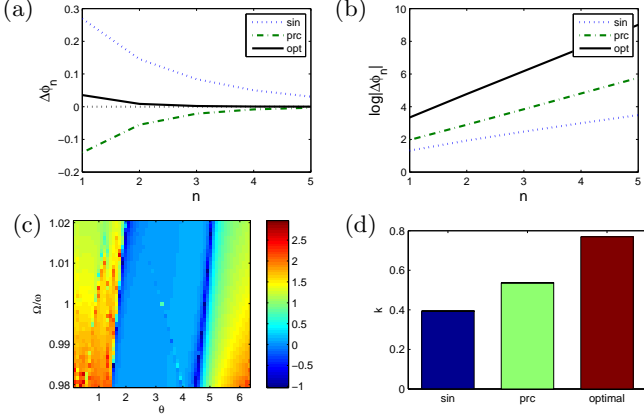 (a)
0.3
0.2
0.1
0
−0.1
−0.2
1 2 3 4 5
n
Δϕn
sin
prc
opt
(b)
10
8
6
4
2
0
1 2 3 4 5
n
log|Δϕn|
sin
prc
opt
(c)
1.02
1.01
1
0.99
0.98
1 2 3 4 5 6
θ
Ω/ω
2.5
2
1.5
1
0.5
0
−0.5
−1
(d)
0.8
0.6
0.4
0.2
0
k
sin prc optimal